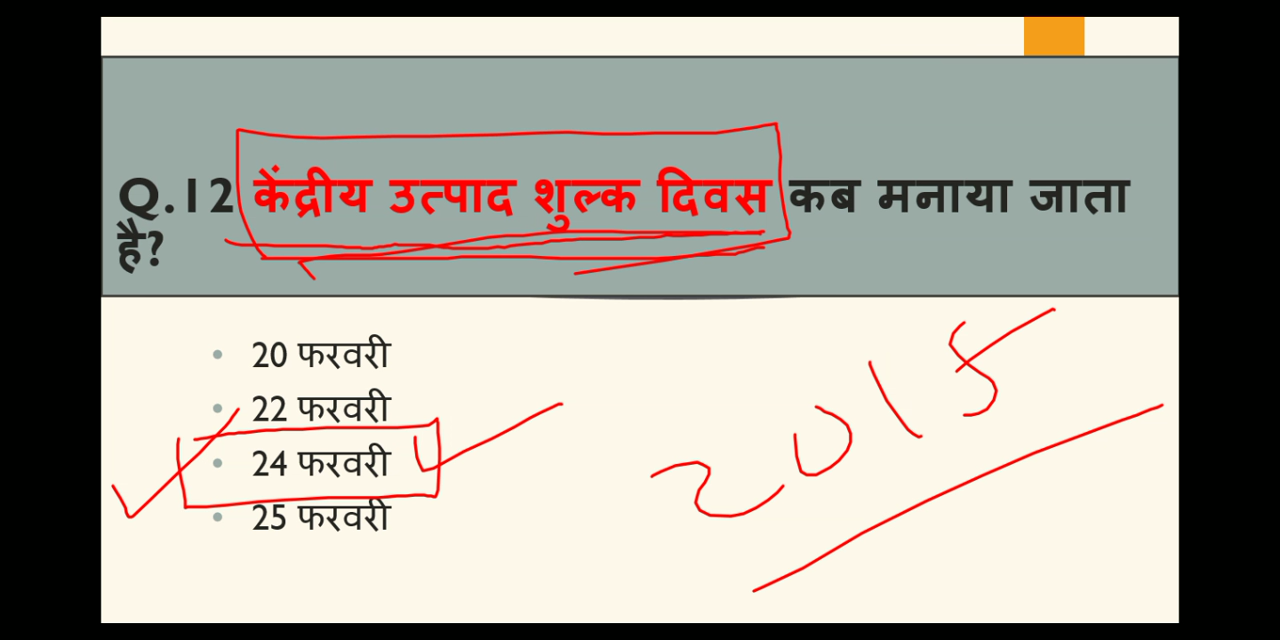 Q.12 केंद्रीय उत्पाद शुल्क दिवस कब मनाया जाता
है?
20 फरवरी
22 फरवरी
24 फरवरी
25 फरवरी
2015